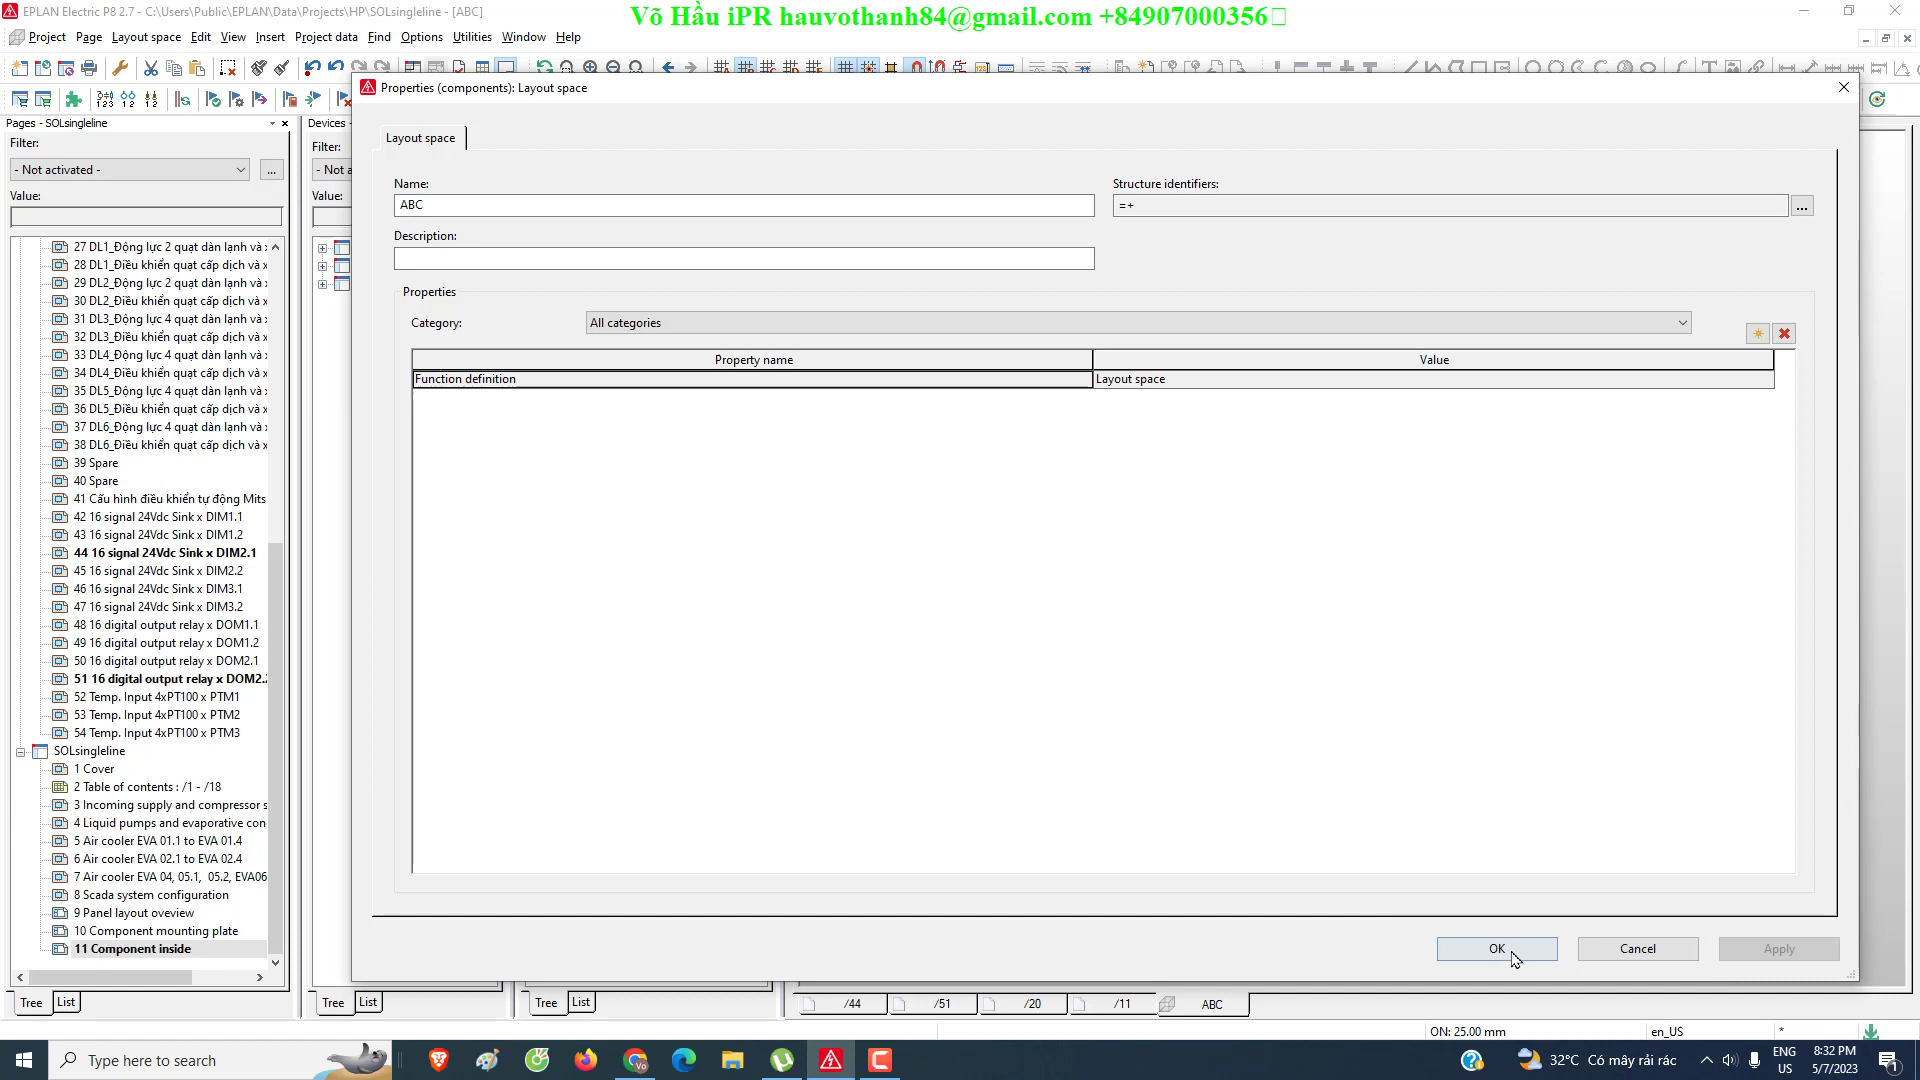 EPLAN Electric P8 2.7 - C:\Users\Public\EPLAN\Data\Projects\HP\SOLsingleline - [ABC]
Võ Hầu iPR hauvothanh84@gmail.com +84907000356
Project Page Layout space Edit View Insert Project data Find Options Utilities Window Help
Properties (components): Layout space
Pages - SOLsingleline
Devices -
Filter:
- Not activated -
...
Value:
Filter:
- Not a
Value:
27 DL1_Động lực 2 quạt dàn lạnh và x
28 DL1_Điều khiển quạt cấp dịch và x
29 DL2_Động lực 2 quạt dàn lạnh và x
30 DL2_Điều khiển quạt cấp dịch và x
31 DL3_Động lực 4 quạt dàn lạnh và x
32 DL3_Điều khiển quạt cấp dịch và x
33 DL4_Động lực 4 quạt dàn lạnh và x
34 DL4_Điều khiển quạt cấp dịch và x
35 DL5_Động lực 4 quạt dàn lạnh và x
36 DL5_Điều khiển quạt cấp dịch và x
37 DL6_Động lực 4 quạt dàn lạnh và x
38 DL6_Điều khiển quạt cấp dịch và x
39 Spare
40 Spare
41 Cấu hình điều khiển tự động Mits
42 16 signal 24Vdc Sink x DIM1.1
43 16 signal 24Vdc Sink x DIM1.2
44 16 signal 24Vdc Sink x DIM2.1
45 16 signal 24Vdc Sink x DIM2.2
46 16 signal 24Vdc Sink x DIM3.1
47 16 signal 24Vdc Sink x DIM3.2
48 16 digital output relay x DOM1.1
49 16 digital output relay x DOM1.2
50 16 digital output relay x DOM2.1
51 16 digital output relay x DOM2.2
52 Temp. Input 4xPT100 x PTM1
53 Temp. Input 4xPT100 x PTM2
54 Temp. Input 4xPT100 x PTM3
SOLsingleline
1 Cover
2 Table of contents : /1 - /18
3 Incoming supply and compressor s
4 Liquid pumps and evaporative con
5 Air cooler EVA 01.1 to EVA 01.4
6 Air cooler EVA 02.1 to EVA 02.4
7 Air cooler EVA 04, 05.1, 05.2, EVA06
8 Scada system configuration
9 Panel layout oveview
10 Component mounting plate
11 Component inside
Tree List
Tree List
Tree List
Layout space
Name:
ABC
Structure identifiers:
=+
...
Description:
Properties
Category:
All categories
Property name Value
Function definition Layout space
OK Cancel Apply
/44 /51 /20 /11 ABC
ON: 25.00 mm en_US *
Type here to search
32°C Có mây rải rác
ENG
US
8:32 PM
5/7/2023
1